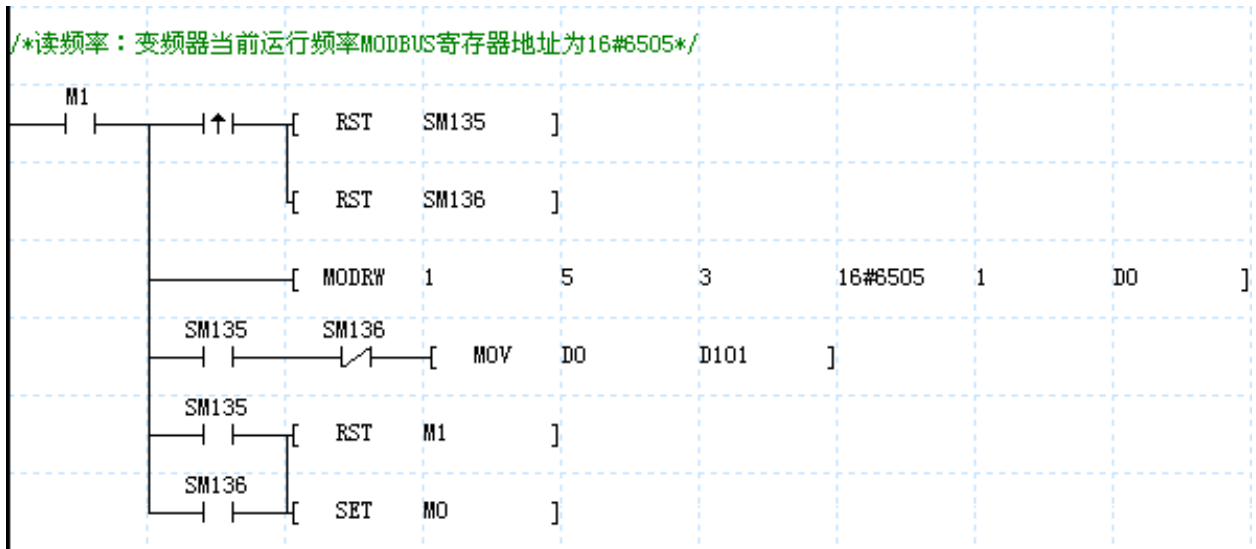 /*读频率：变频器当前运行频率MODBUS寄存器地址为16#6505*/
M1
[ RST SM135 ]
[ RST SM136 ]
[ MODRW 1 5 3 16#6505 1 D0 ]
SM135 SM136
[ MOV D0 D101 ]
SM135
[ RST M1 ]
SM136
[ SET M0 ]